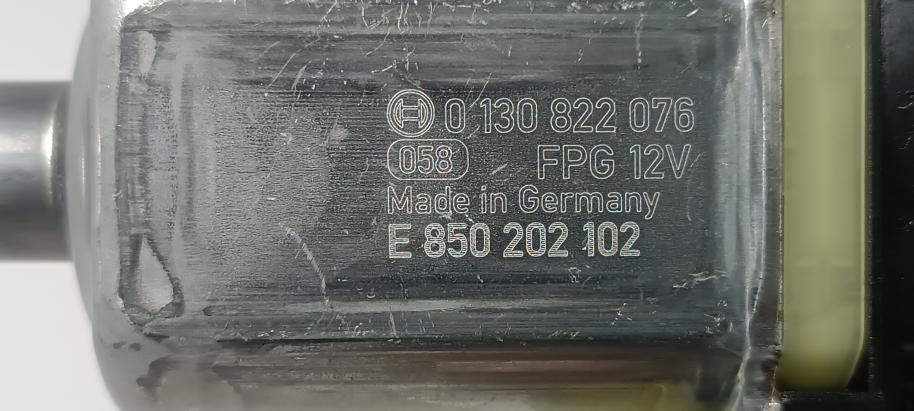 0 130 822 076
058 FPG 12V
Made in Germany
E 850 202 102